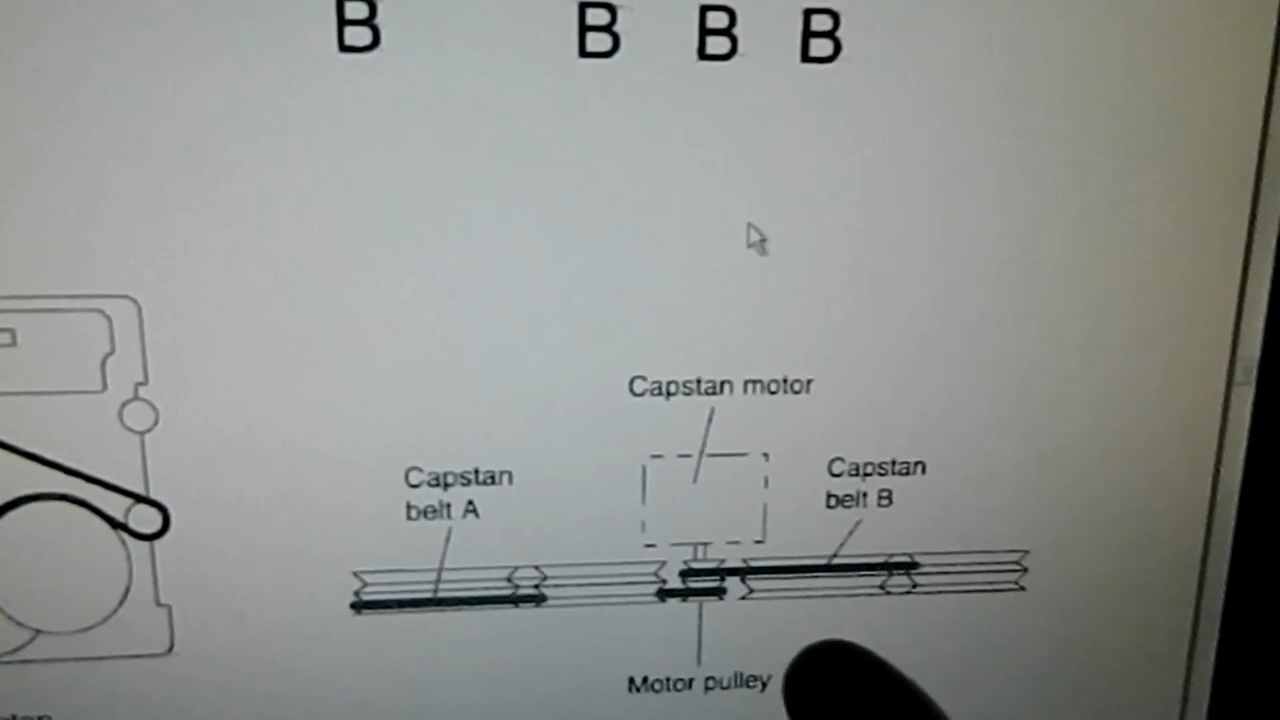 B B B B
Capstan motor
Capstan
belt A
Capstan
belt B
Motor pulley